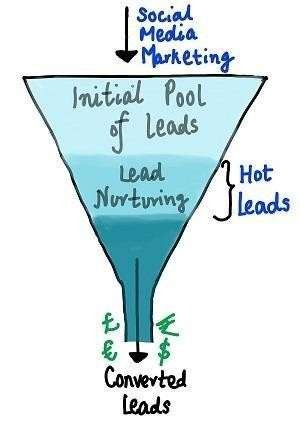 Social
Media
Marketing
Initial Pool
of Leads
Lead
Nurturing
Hot
Leads
£ ₹
€ $
Converted
Leads